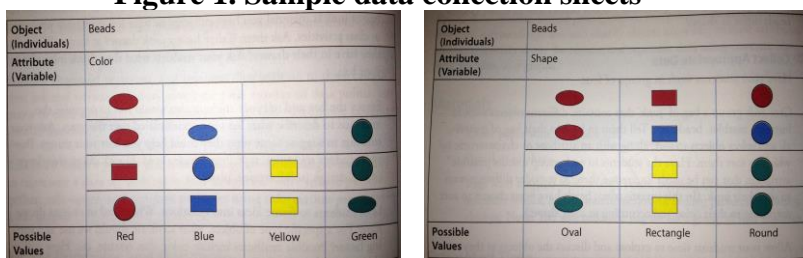 Figure 1. Sample data collection sheets
Object (Individuals) Beads
Attribute (Variable) Color
Possible Values Red Blue Yellow Green
Object (Individuals) Beads
Attribute (Variable) Shape
Possible Values Oval Rectangle Round